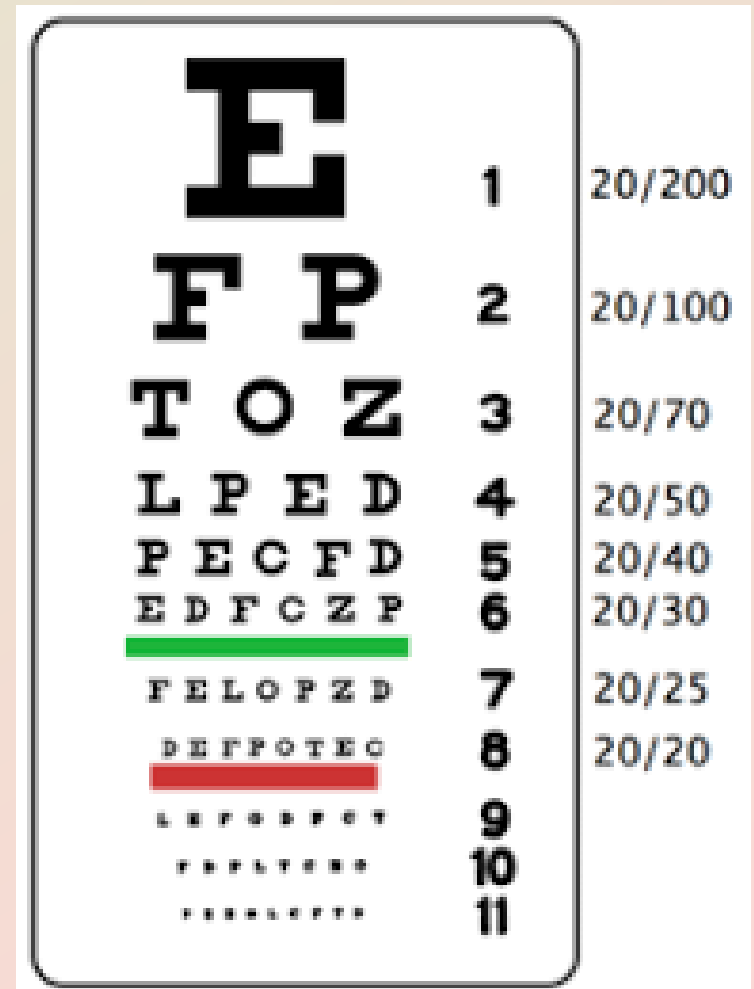 E 1 20/200
F P 2 20/100
T O Z 3 20/70
L P E D 4 20/50
P E C F D 5 20/40
E D F C Z P 6 20/30
F E L O P Z D 7 20/25
D E F P O T E C 8 20/20
9
10
11